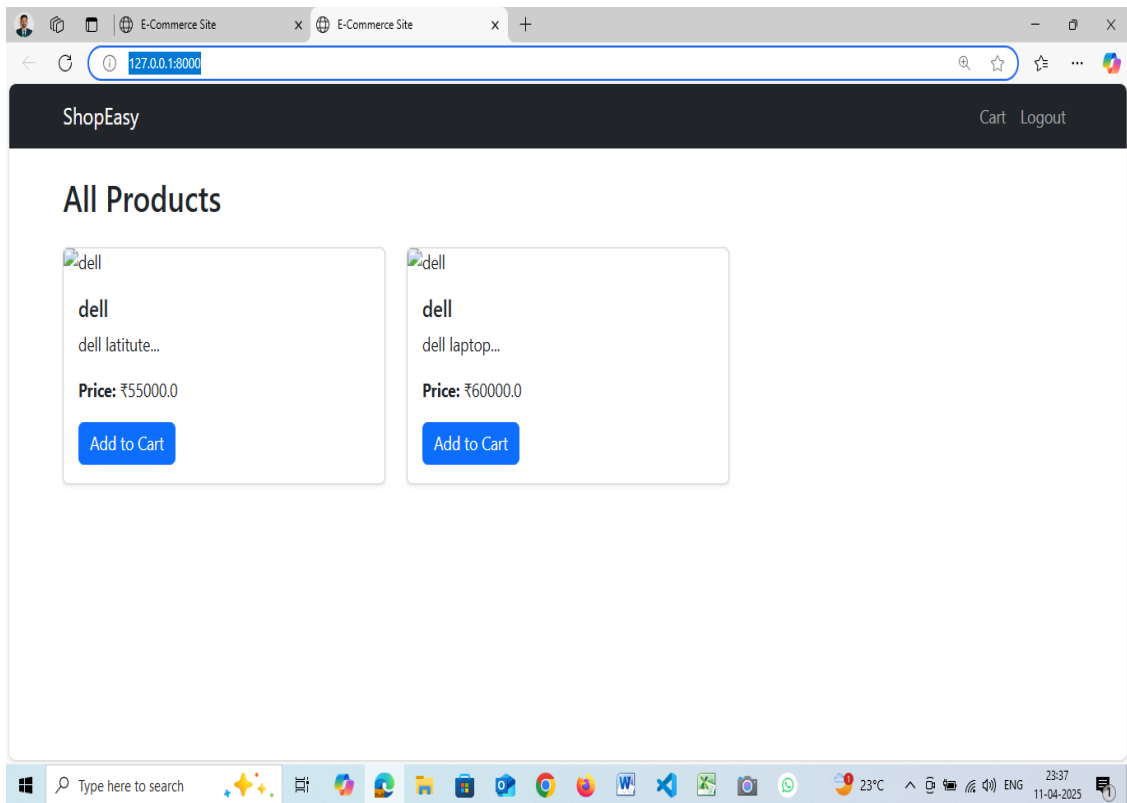 E-Commerce Site
E-Commerce Site
127.0.0.1:8000
ShopEasy
Cart Logout
All Products
dell
dell
dell latitute...
Price: ₹55000.0
Add to Cart
dell
dell
dell laptop...
Price: ₹60000.0
Add to Cart
Type here to search
23°C
ENG
23:37
11-04-2025